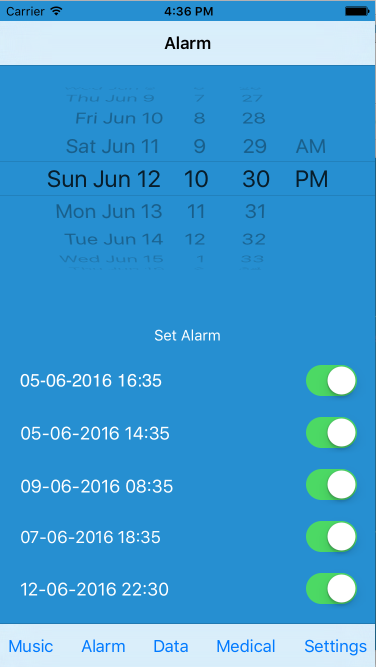 Carrier 4:36 PM
Alarm
Thu Jun 9 7 27
Fri Jun 10 8 28
Sat Jun 11 9 29 AM
Sun Jun 12 10 30 PM
Mon Jun 13 11 31
Tue Jun 14 12 32
Wed Jun 15 1 33
Set Alarm
05-06-2016 16:35
05-06-2016 14:35
09-06-2016 08:35
07-06-2016 18:35
12-06-2016 22:30
Music Alarm Data Medical Settings